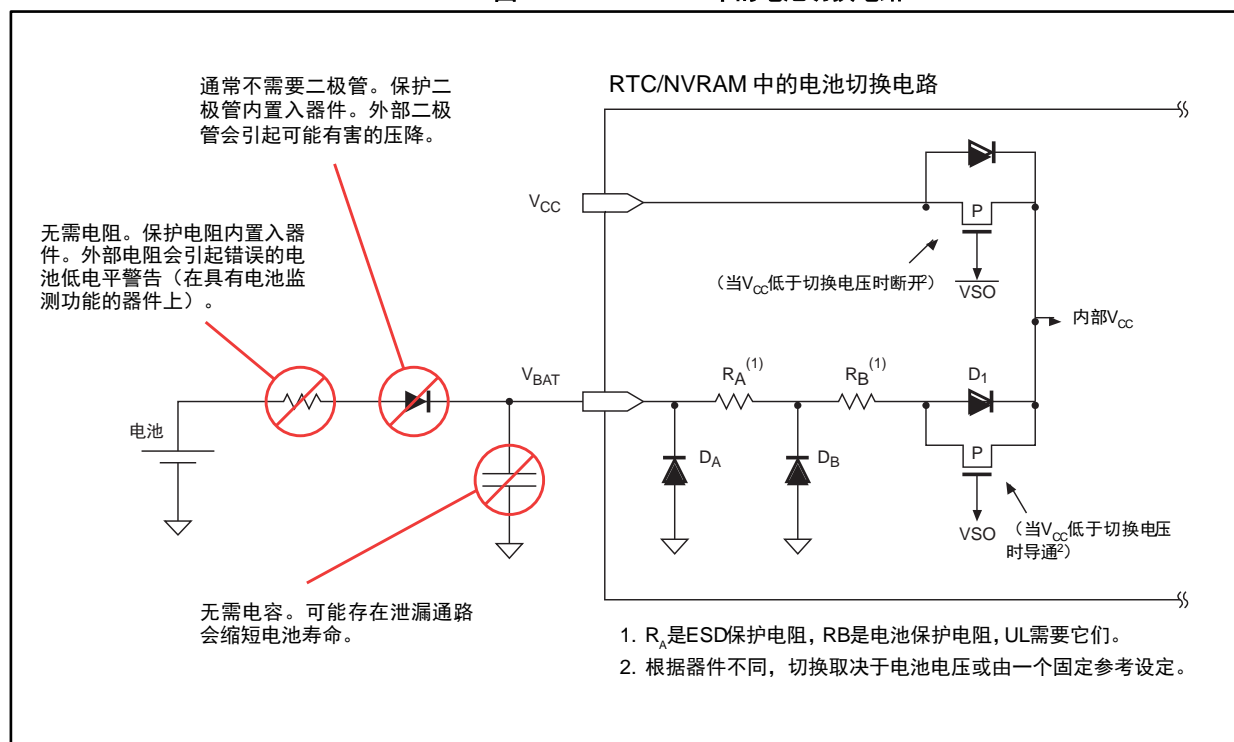 通常不需要二极管。保护二
极管内置入器件。外部二极
管会引起可能有害的压降。
RTC/NVRAM 中的电池切换电路
无需电阻。保护电阻内置入器
件。外部电阻会引起错误的电
池低电平警告（在具有电池监
测功能的器件上）。
VCC
P
（当VCC低于切换电压时断开2）
VSO
内部VCC
VBAT
RA(1)
RB(1)
D1
电池
DA
DB
P
VSO
（当VCC低于切换电压
时导通2）
无需电容。可能存在泄漏通路
会缩短电池寿命。
1. RA是ESD保护电阻，RB是电池保护电阻，UL需要它们。
2. 根据器件不同，切换取决于电池电压或由一个固定参考设定。